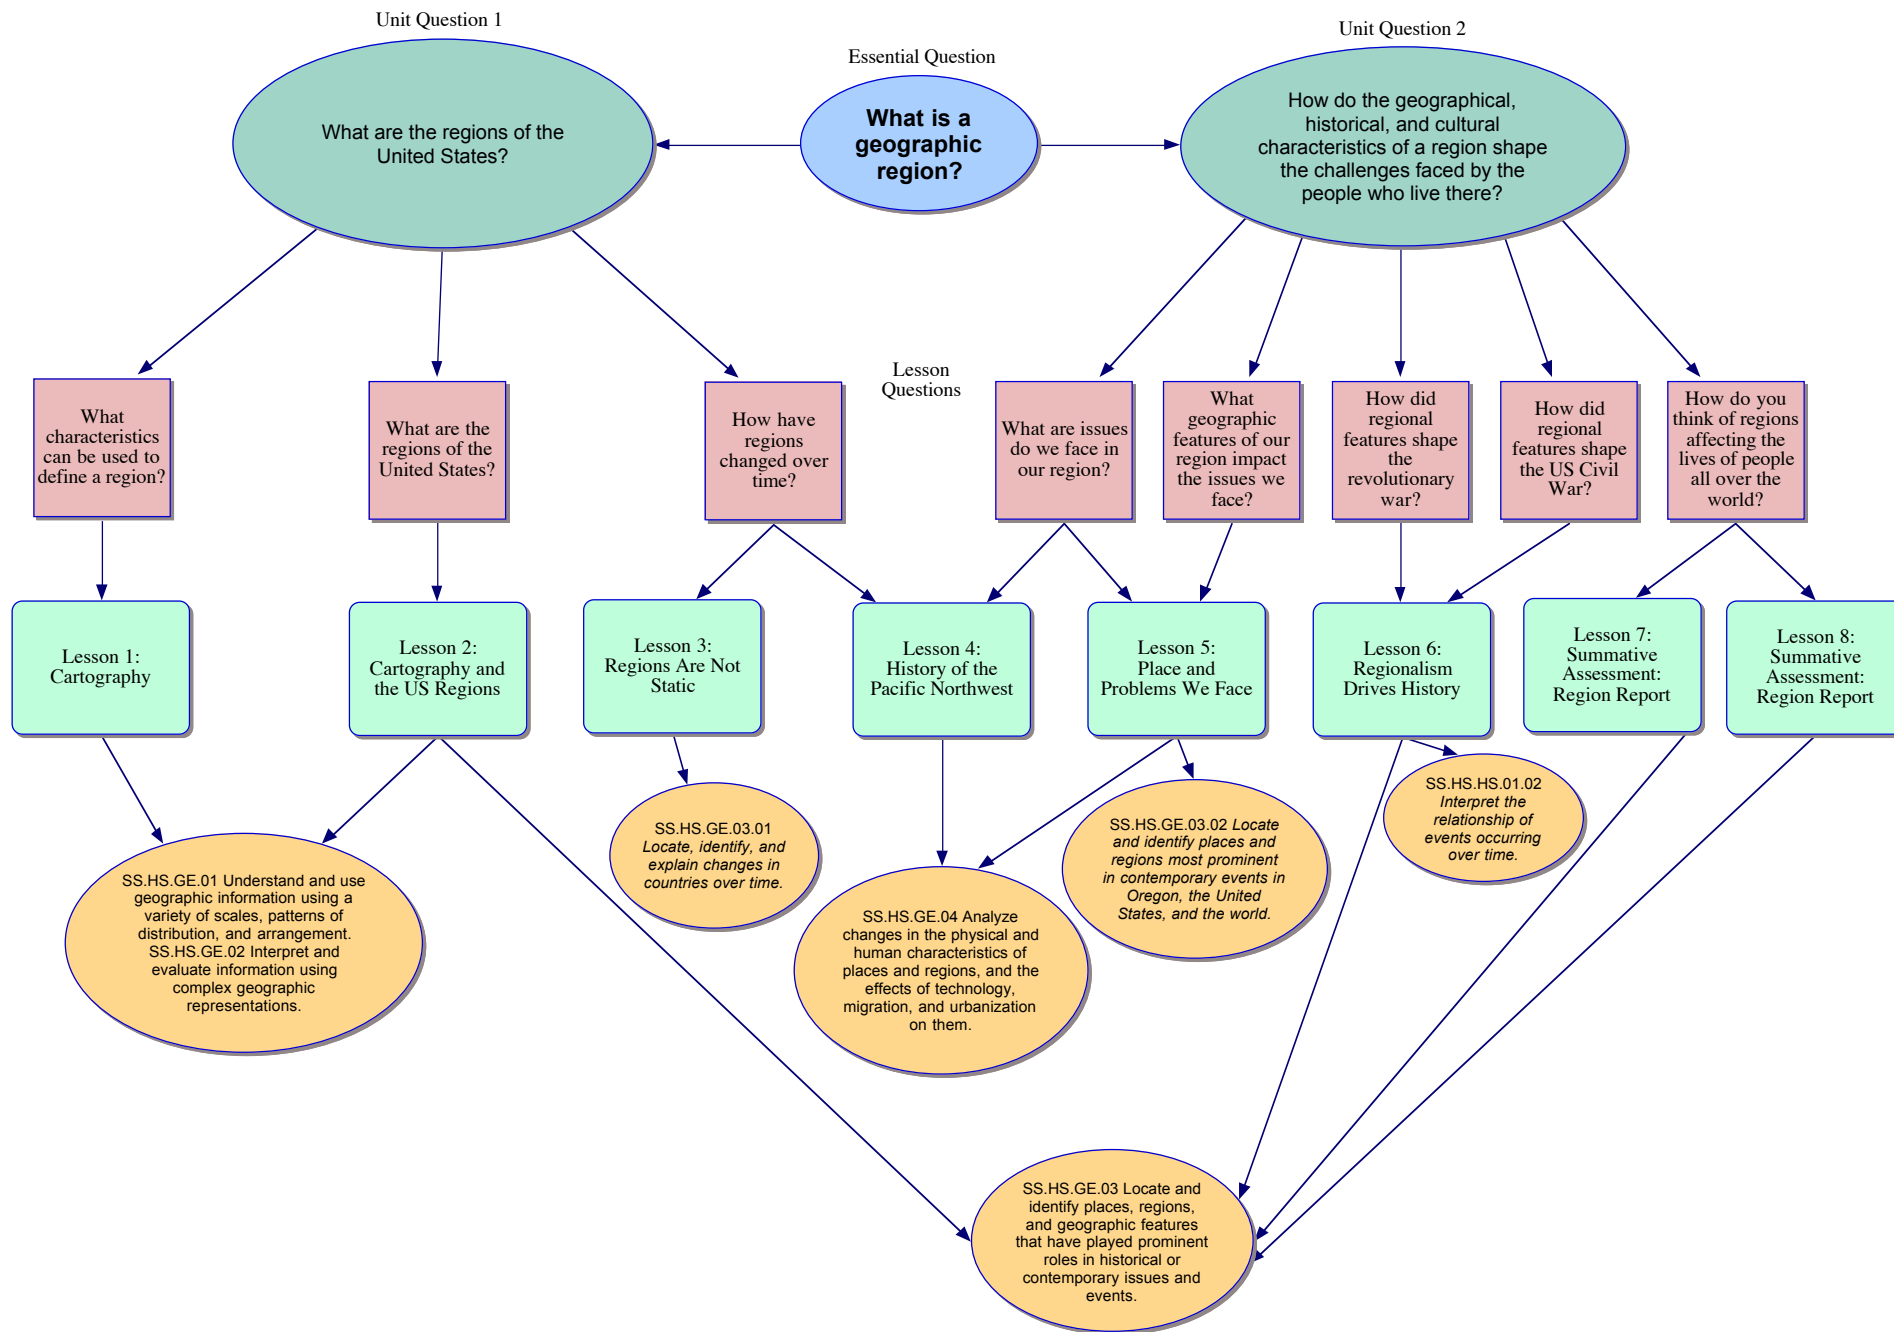 Unit Question 1
Unit Question 2
Essential Question
What are the regions of the
United States?
What is a
geographic
region?
How do the geographical,
historical, and cultural
characteristics of a region shape
the challenges faced by the
people who live there?
Lesson
Questions
What
characteristics
can be used to
define a region?
What are the
regions of the
United States?
How have
regions
changed over
time?
What are issues
do we face in
our region?
What
geographic
features of our
region impact
the issues we
face?
How did
regional
features shape
the
revolutionary
war?
How did
regional
features shape
the US Civil
War?
How do you
think of regions
affecting the
lives of people
all over the
world?
Lesson 1:
Cartography
Lesson 2:
Cartography and
the US Regions
Lesson 3:
Regions Are Not
Static
Lesson 4:
History of the
Pacific Northwest
Lesson 5:
Place and
Problems We Face
Lesson 6:
Regionalism
Drives History
Lesson 7:
Summative
Assessment:
Region Report
Lesson 8:
Summative
Assessment:
Region Report
SS.HS.GE.01 Understand and use
geographic information using a
variety of scales, patterns of
distribution, and arrangement.
SS.HS.GE.02 Interpret and
evaluate information using
complex geographic
representations.
SS.HS.GE.03.01
Locate, identify, and
explain changes in
countries over time.
SS.HS.GE.04 Analyze
changes in the physical and
human characteristics of
places and regions, and the
effects of technology,
migration, and urbanization
on them.
SS.HS.GE.03.02 Locate
and identify places and
regions most prominent
in contemporary events in
Oregon, the United
States, and the world.
SS.HS.HS.01.02
Interpret the
relationship of
events occurring
over time.
SS.HS.GE.03 Locate and
identify places, regions,
and geographic features
that have played prominent
roles in historical or
contemporary issues and
events.